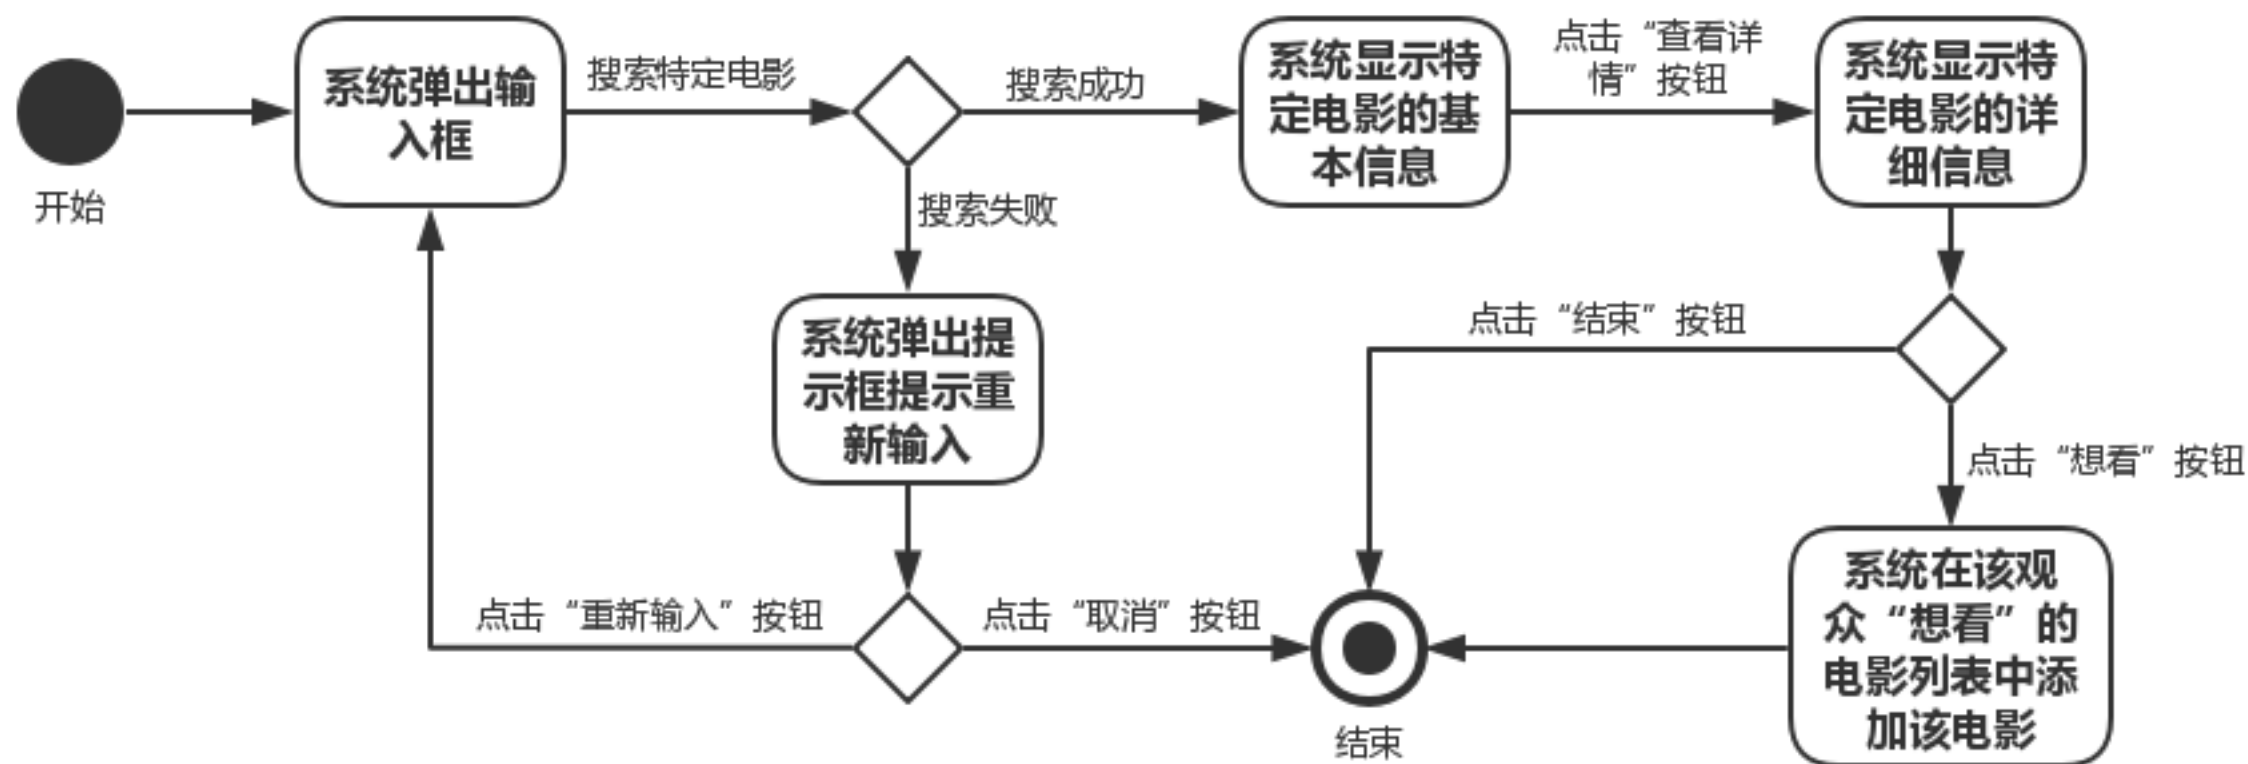 开始
系统弹出输
入框
搜索特定电影
搜索成功
系统显示特
定电影的基
本信息
点击“查看详
情”按钮
系统显示特
定电影的详
细信息
搜索失败
系统弹出提
示框提示重
新输入
点击“结束”按钮
点击“想看”按钮
点击“重新输入”按钮
点击“取消”按钮
结束
系统在该观
众“想看”的
电影列表中添
加该电影